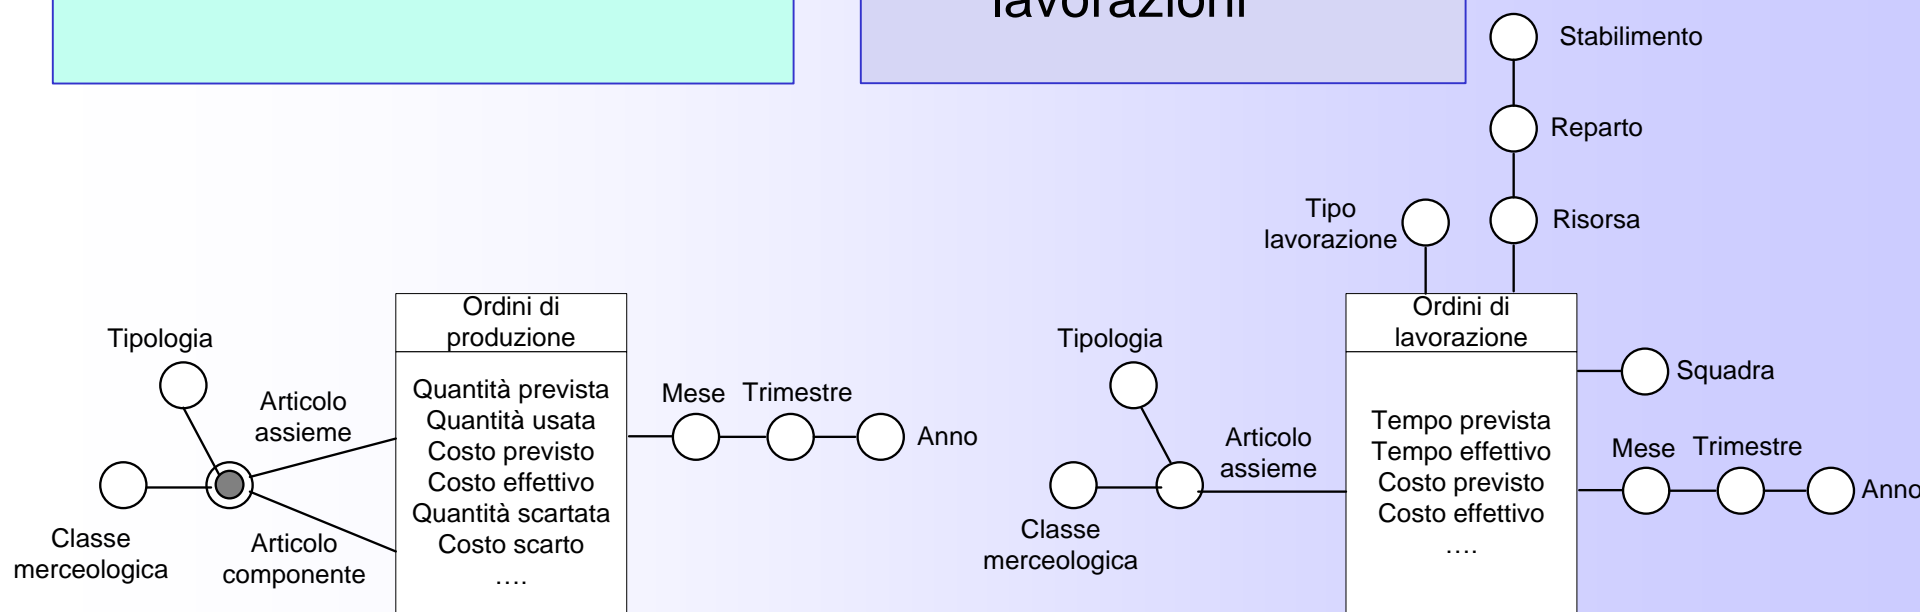 lavorazioni
Stabilimento
Reparto
Tipo
lavorazione
Risorsa
Ordini di
produzione
Tipologia
Articolo
assieme
Quantità prevista
Quantità usata
Costo previsto
Costo effettivo
Quantità scartata
Costo scarto
....
Mese
Trimestre
Anno
Classe
merceologica
Articolo
componente
Ordini di
lavorazione
Tipologia
Articolo
assieme
Tempo prevista
Tempo effettivo
Costo previsto
Costo effettivo
....
Squadra
Mese
Trimestre
Anno
Classe
merceologica